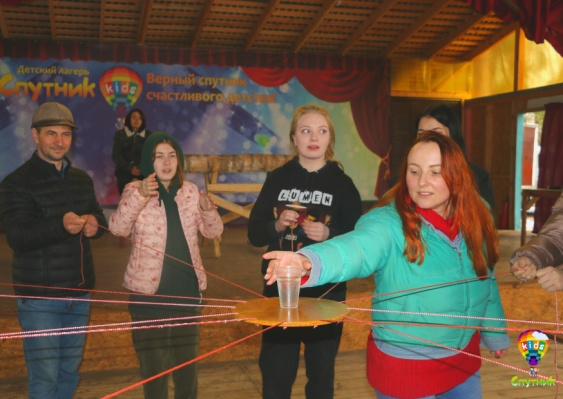 Детский лагерь
Спутник
kids
Верный спутник
счастливого детства
LUMEN
kids
Спутник